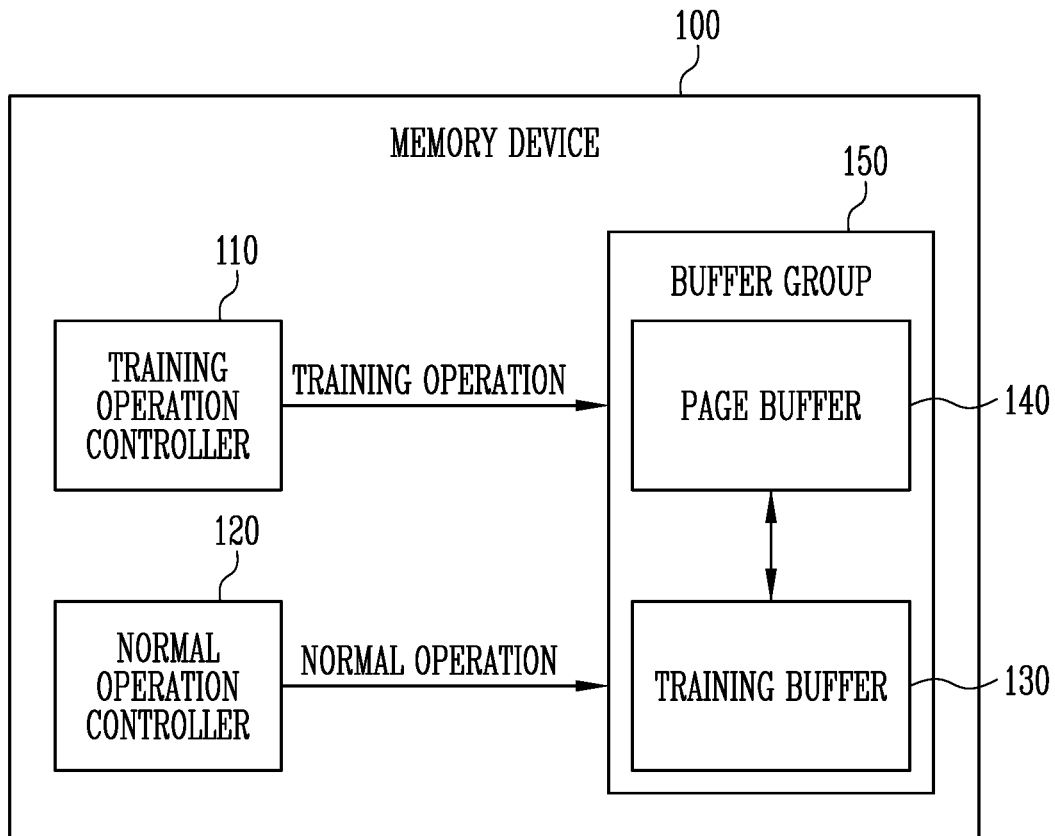 100
MEMORY DEVICE
150
110
BUFFER GROUP
TRAINING
OPERATION
CONTROLLER
TRAINING OPERATION
PAGE BUFFER
140
120
NORMAL
OPERATION
CONTROLLER
NORMAL OPERATION
TRAINING BUFFER
130